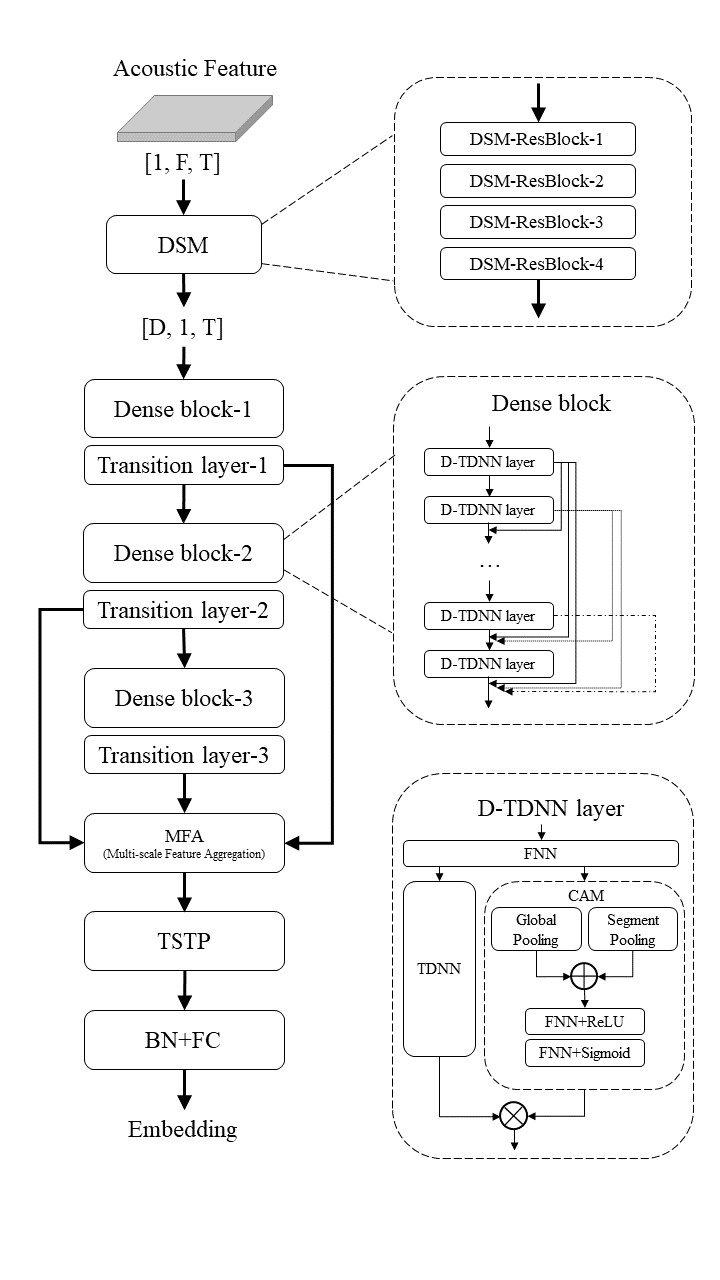 Acoustic Feature
[1, F, T]
DSM
[D, 1, T]
Dense block-1
Transition layer-1
Dense block-2
Transition layer-2
Dense block-3
Transition layer-3
MFA
(Multi-scale Feature Aggregation)
TSTP
BN+FC
Embedding
DSM-ResBlock-1
DSM-ResBlock-2
DSM-ResBlock-3
DSM-ResBlock-4
Dense block
D-TDNN layer
D-TDNN layer
...
D-TDNN layer
D-TDNN layer
D-TDNN layer
FNN
TDNN
CAM
Global
Pooling
Segment
Pooling
FNN+ReLU
FNN+Sigmoid